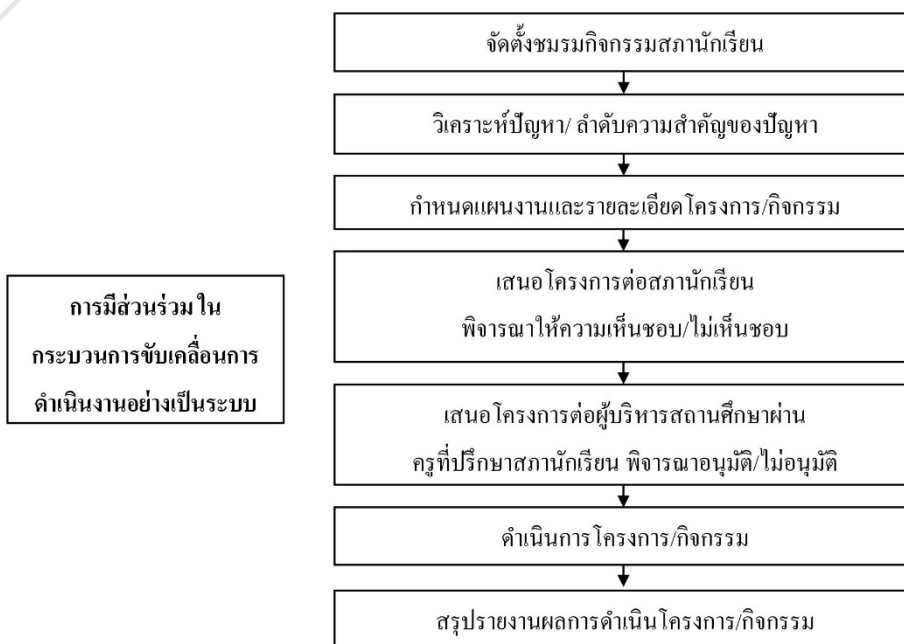 จัดตั้งชมรมกิจกรรมสภานักเรียน
วิเคราะห์ปัญหา/ ลำดับความสำคัญของปัญหา
กำหนดแผนงานและรายละเอียดโครงการ/กิจกรรม
เสนอโครงการต่อสภานักเรียน
พิจารณาให้ความเห็นชอบ/ไม่เห็นชอบ
การมีส่วนร่วมใน
กระบวนการขับเคลื่อนการ
ดำเนินงานอย่างเป็นระบบ
เสนอโครงการต่อผู้บริหารสถานศึกษาผ่าน
ครูที่ปรึกษาสภานักเรียน พิจารณาอนุมัติ/ไม่อนุมัติ
ดำเนินการโครงการ/กิจกรรม
สรุปรายงานผลการดำเนินโครงการ/กิจกรรม